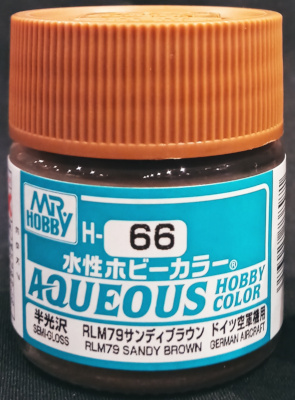 MR HOBBY
H- 66
水性ホビーカラー®
AQUEOUS HOBBY COLOR
半光沢 RLM79サンディブラウン ドイツ空軍機用
SEMI-GLOSS RLM79 SANDY BROWN GERMAN AIRCRAFT